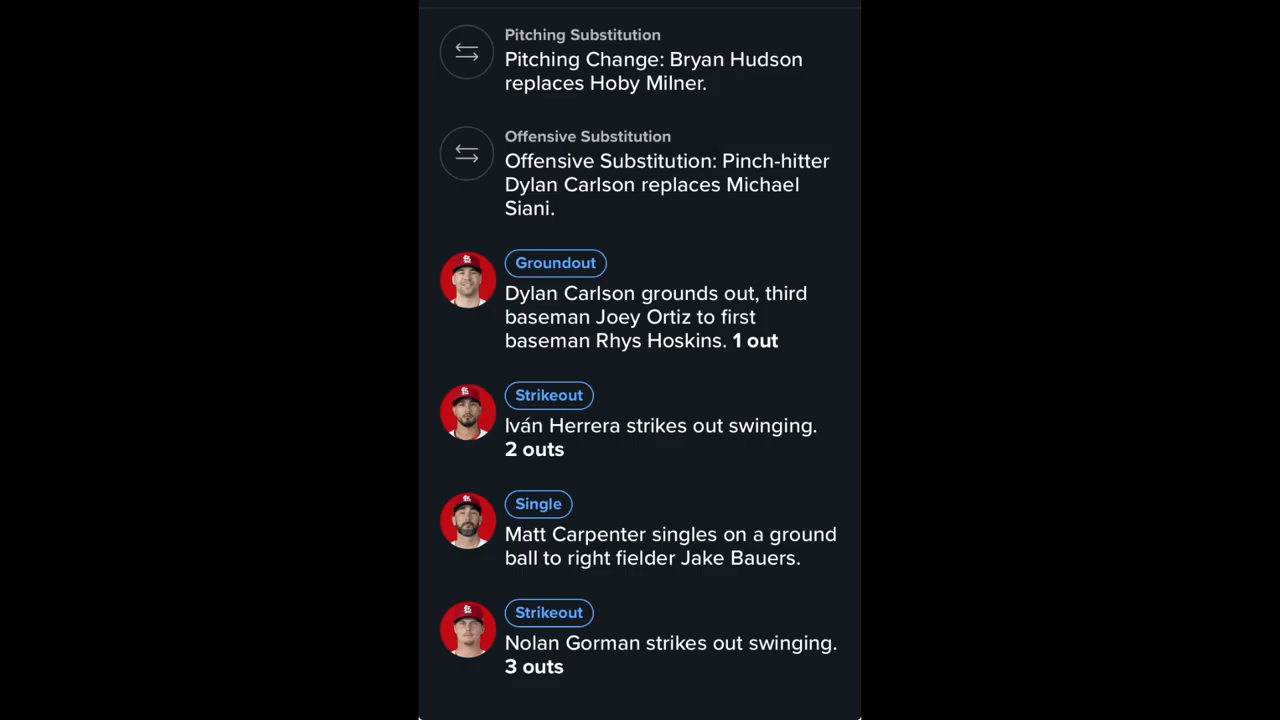 Pitching Substitution
Pitching Change: Bryan Hudson
replaces Hoby Milner.
Offensive Substitution
Offensive Substitution: Pinch-hitter
Dylan Carlson replaces Michael
Siani.
Groundout
Dylan Carlson grounds out, third
baseman Joey Ortiz to first
baseman Rhys Hoskins. 1 out
Strikeout
Iván Herrera strikes out swinging.
2 outs
Single
Matt Carpenter singles on a ground
ball to right fielder Jake Bauers.
Strikeout
Nolan Gorman strikes out swinging.
3 outs